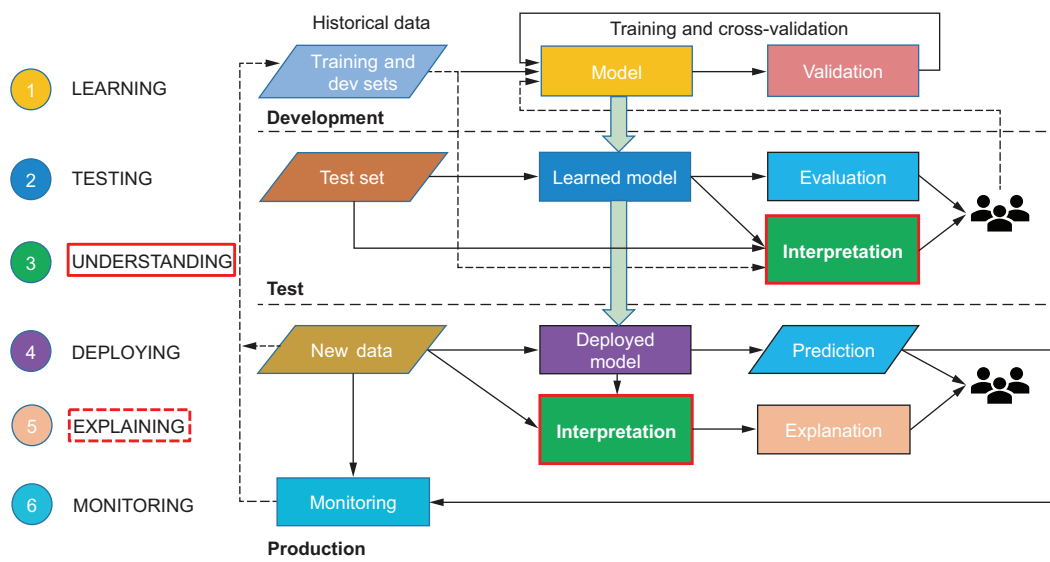 Historical data
Training and cross-validation
Training and
dev sets
Model
Validation
1
LEARNING
Development
2
TESTING
Test set
Learned model
Evaluation
3
UNDERSTANDING
Interpretation
Test
4
DEPLOYING
New data
Deployed
model
Prediction
5
EXPLAINING
Interpretation
Explanation
6
MONITORING
Monitoring
Production